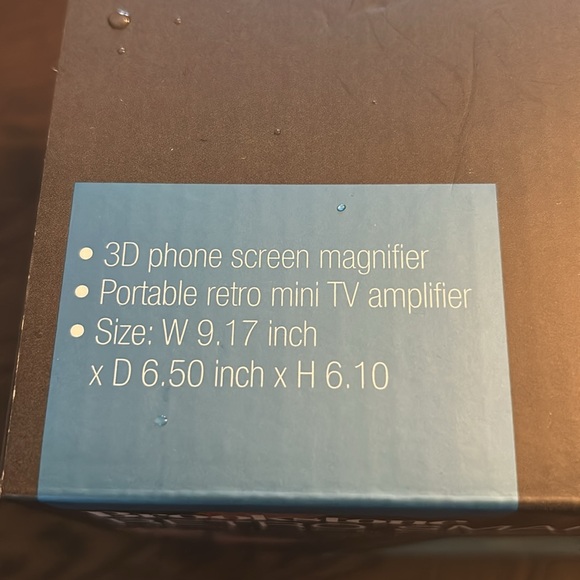 • 3D phone screen magnifier
• Portable retro mini TV amplifier
• Size: W 9.17 inch
x D 6.50 inch x H 6.10